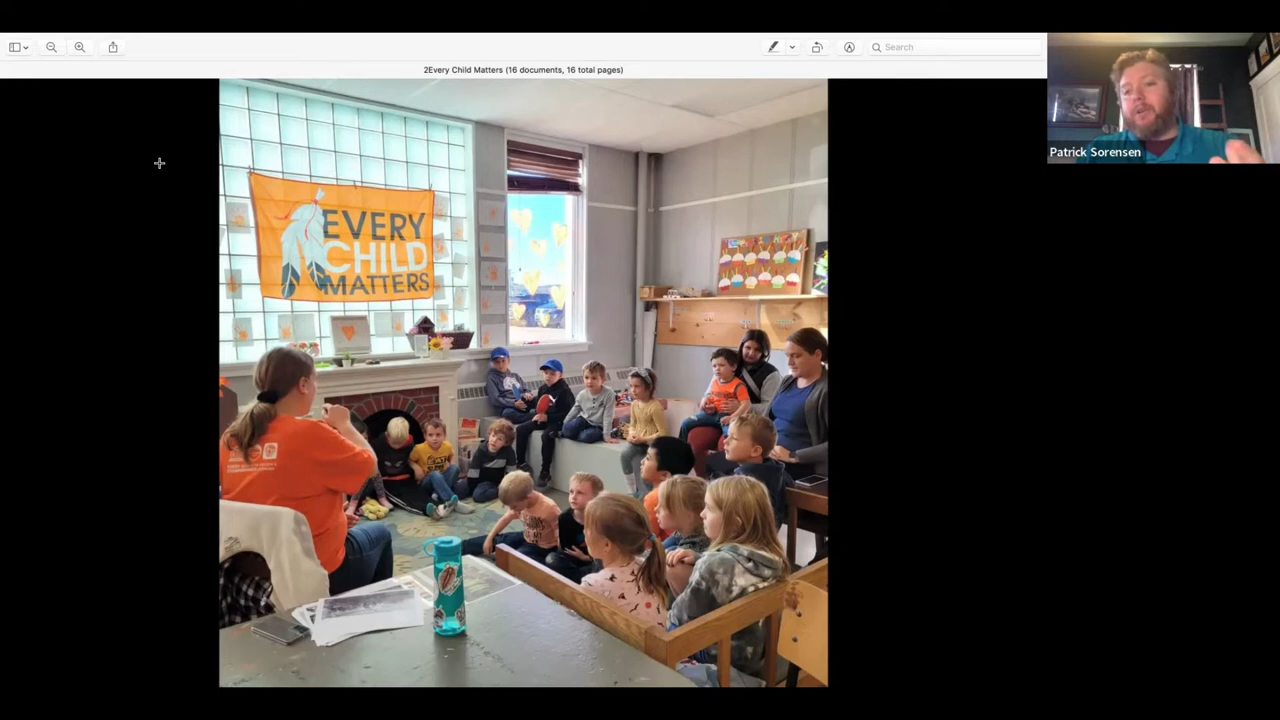 Search
2Every Child Matters (16 documents, 16 total pages)
Patrick Sorensen
EVERY
CHILD
MATTERS